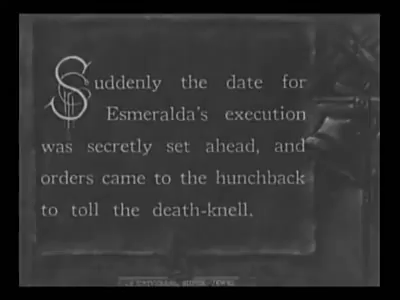 Suddenly the date for
Esmeralda's execution
was secretly set ahead, and
orders came to the hunchback
to toll the death-knell.